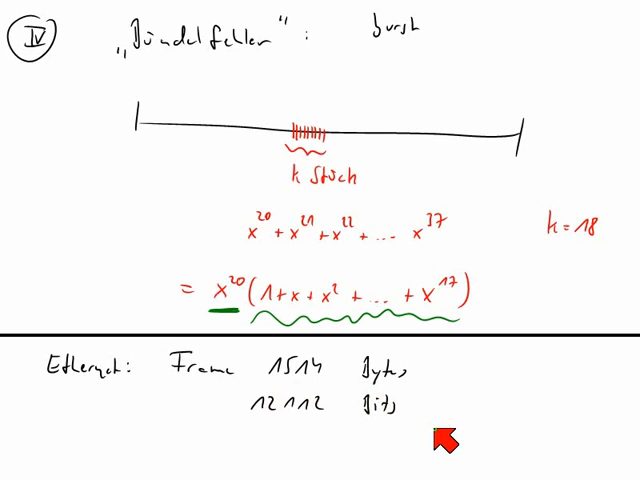 IV „Bündelfehler“: burst
k Stück
x^20 + x^21 + x^22 + ... x^37 k = 18
= x^20 (1 + x + x^2 + ... + x^17)
Ethernet: Frame 1514 Bytes
12112 Bits